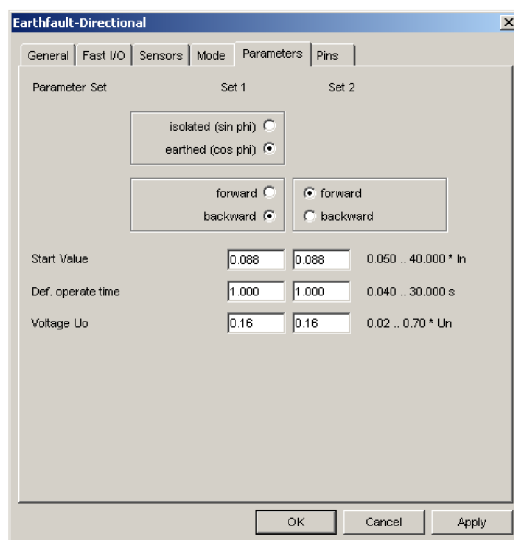 Earthfault-Directional
General Fast I/O Sensors Mode Parameters Pins
Parameter Set Set 1 Set 2
isolated (sin phi)
earthed (cos phi)
forward forward
backward backward
Start Value 0.088 0.088 0.050 .. 40.000 * In
Def. operate time 1.000 1.000 0.040 .. 30.000 s
Voltage Uo 0.16 0.16 0.02 .. 0.70 * Un
OK Cancel Apply